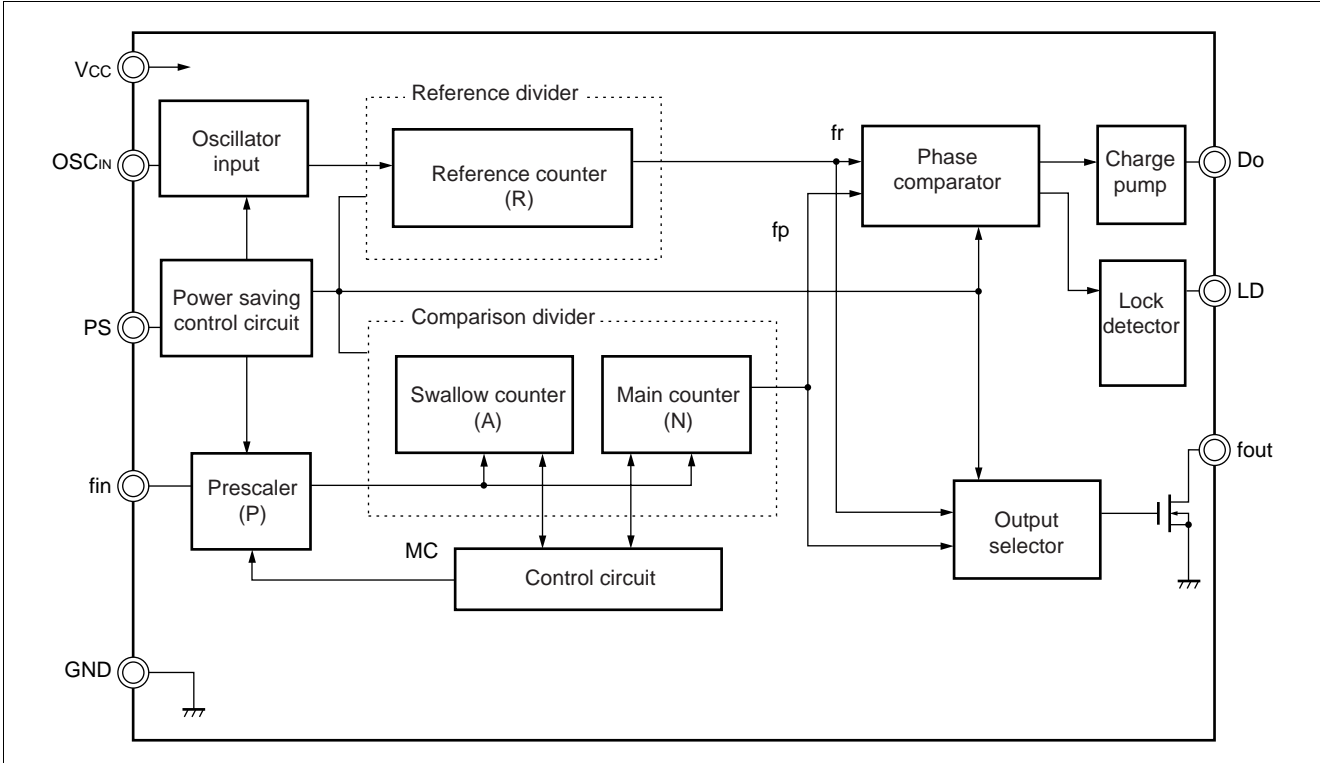 Vcc
Reference divider
Oscillator
input
fr
Phase
comparator
Charge
pump
OSCIN
Do
Reference counter
(R)
fp
Power saving
control circuit
PS
Lock
detector
LD
Comparison divider
Swallow counter
(A)
Main counter
(N)
fin
Prescaler
(P)
fout
Output
selector
MC
Control circuit
GND